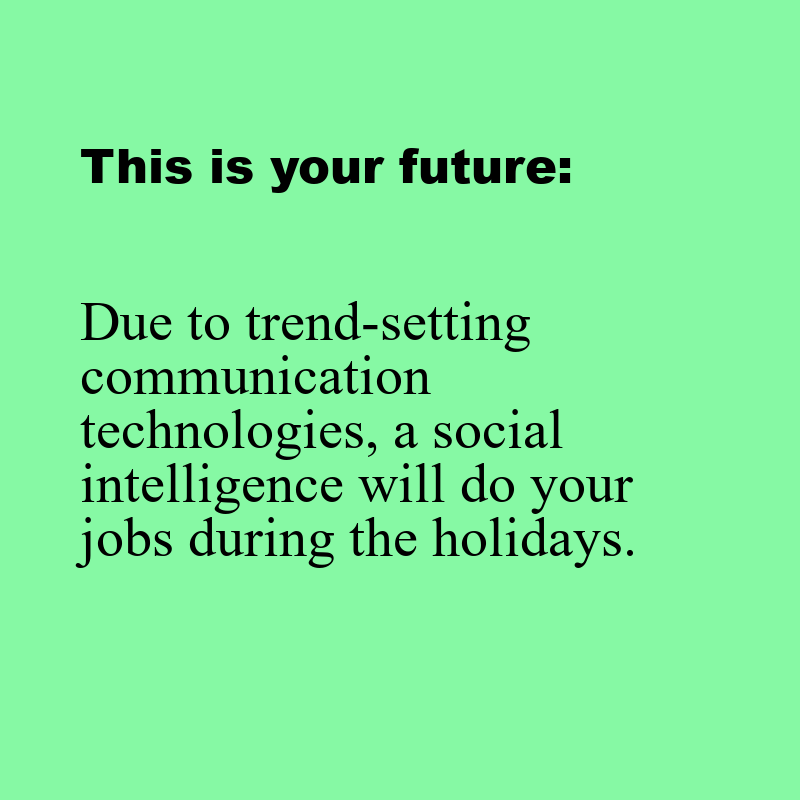 This is your future:
Due to trend-setting
communication
technologies, a social
intelligence will do your
jobs during the holidays.